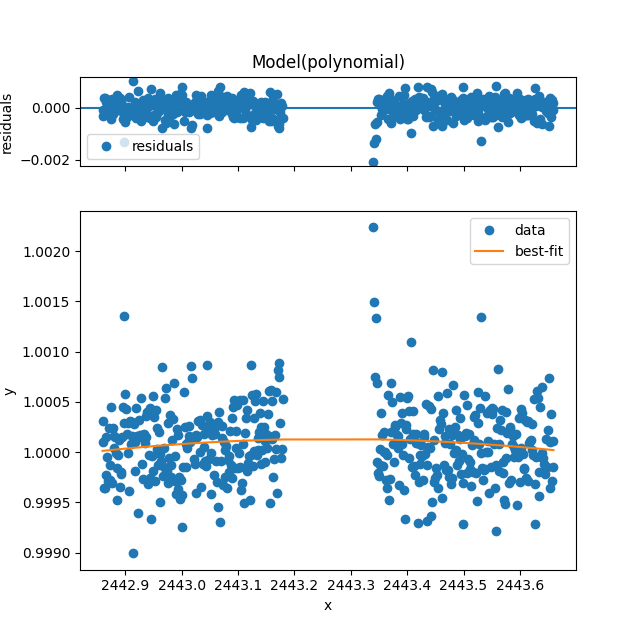 Model(polynomial)
residuals
0.000
−0.002
residuals
y
1.0020
1.0015
1.0010
1.0005
1.0000
0.9995
0.9990
data
best-fit
2442.9 2443.0 2443.1 2443.2 2443.3 2443.4 2443.5 2443.6
x